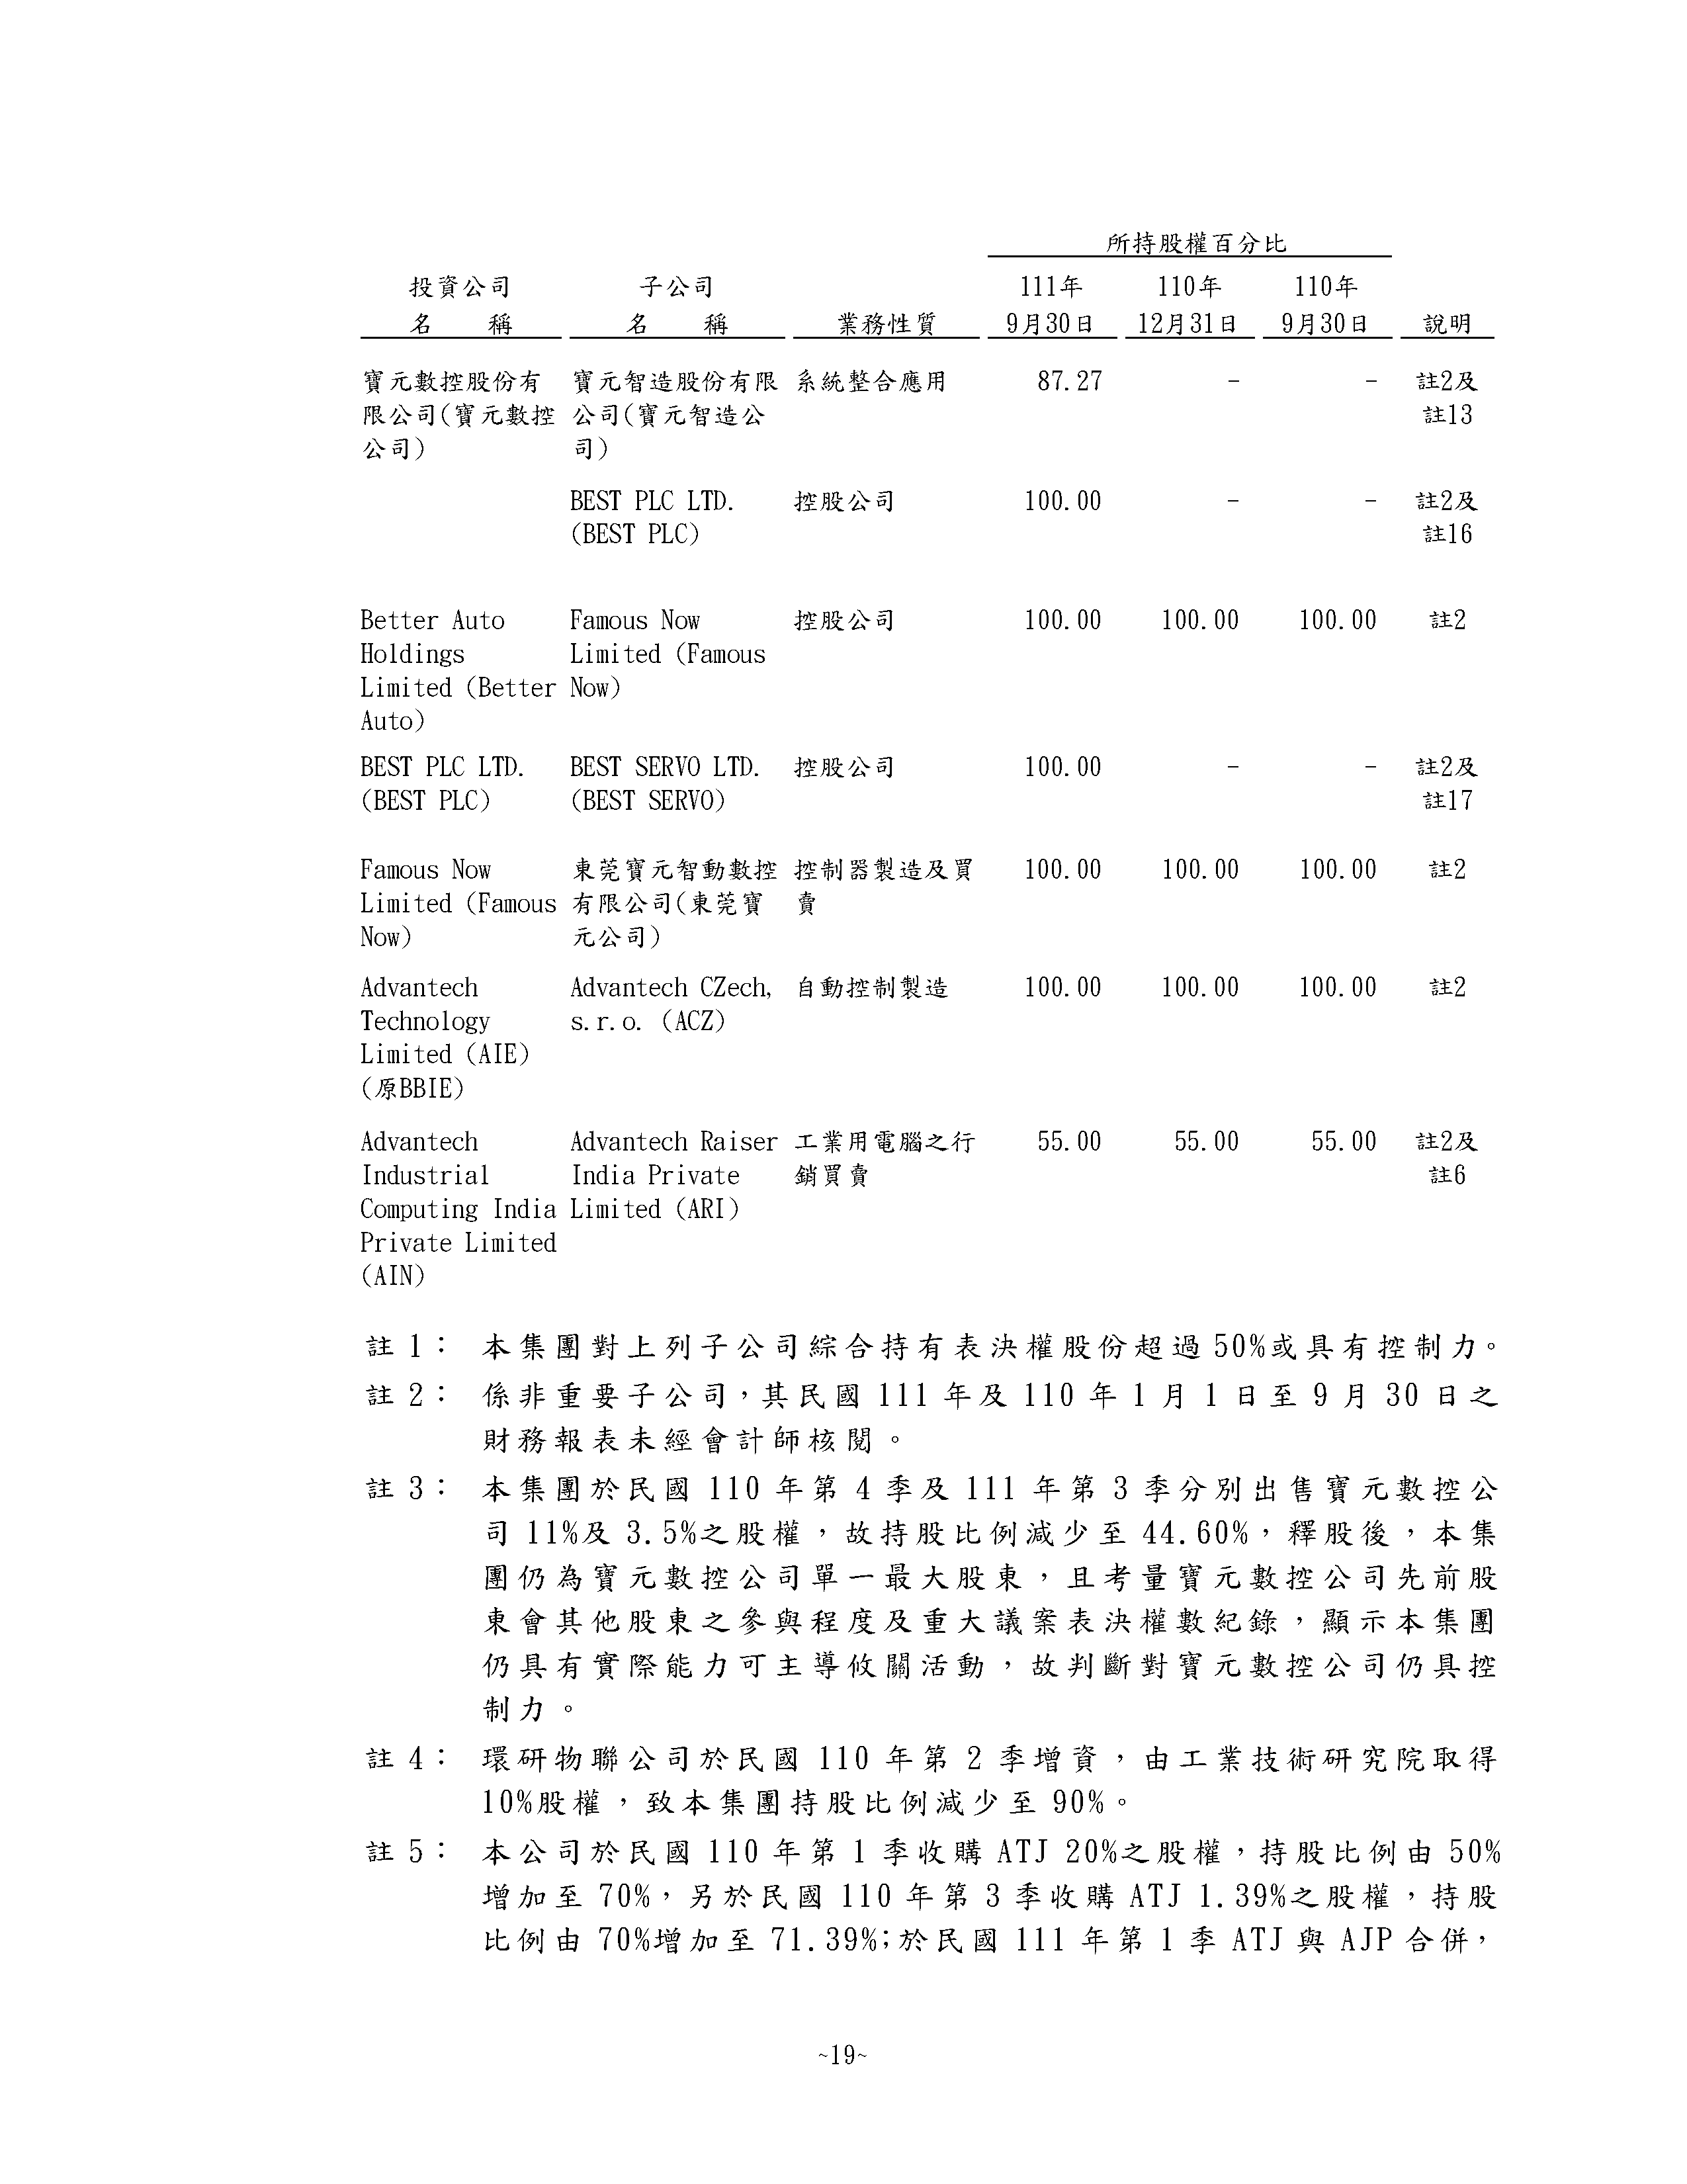 所持股權百分比
投資公司 子公司 111年 110年 110年
名 稱 名 稱 業務性質 9月30日 12月31日 9月30日 說明
寶元數控股份有 寶元智造股份有限 系統整合應用 87.27 - - 註2及
限公司(寶元數控 公司(寶元智造公 註13
公司) 司)
BEST PLC LTD. 控股公司 100.00 - - 註2及
(BEST PLC) 註16
Better Auto Famous Now 控股公司 100.00 100.00 100.00 註2
Holdings Limited (Famous
Limited (Better Now)
Auto)
BEST PLC LTD. BEST SERVO LTD. 控股公司 100.00 - - 註2及
(BEST PLC) (BEST SERVO) 註17
Famous Now 東莞寶元智動數控 控制器製造及買 100.00 100.00 100.00 註2
Limited (Famous 有限公司(東莞寶 賣
Now) 元公司)
Advantech Advantech CZech, 自動控制製造 100.00 100.00 100.00 註2
Technology s.r.o. (ACZ)
Limited (AIE)
(原BBIE)
Advantech Advantech Raiser 工業用電腦之行 55.00 55.00 55.00 註2及
Industrial India Private 銷買賣 註6
Computing India Limited (ARI)
Private Limited
(AIN)
註 1： 本集團對上列子公司綜合持有表決權股份超過 50%或具有控制力。
註 2： 係非重要子公司，其民國 111 年及 110 年 1 月 1 日至 9 月 30 日之
財務報表未經會計師核閱。
註 3： 本集團於民國 110 年第 4 季及 111 年第 3 季分別出售寶元數控公
司 11%及 3.5%之股權，故持股比例減少至 44.60%，釋股後，本集
團仍為寶元數控公司單一最大股東，且考量寶元數控公司先前股
東會其他股東之參與程度及重大議案表決權數紀錄，顯示本集團
仍具有實際能力可主導攸關活動，故判斷對寶元數控公司仍具控
制力。
註 4： 環研物聯公司於民國 110 年第 2 季增資，由工業技術研究院取得
10%股權，致本集團持股比例減少至 90%。
註 5： 本公司於民國 110 年第 1 季收購 ATJ 20%之股權，持股比例由 50%
增加至 70%，另於民國 110 年第 3 季收購 ATJ 1.39%之股權，持股
比例由 70%增加至 71.39%;於民國 111 年第 1 季 ATJ 與 AJP 合併，
~19~